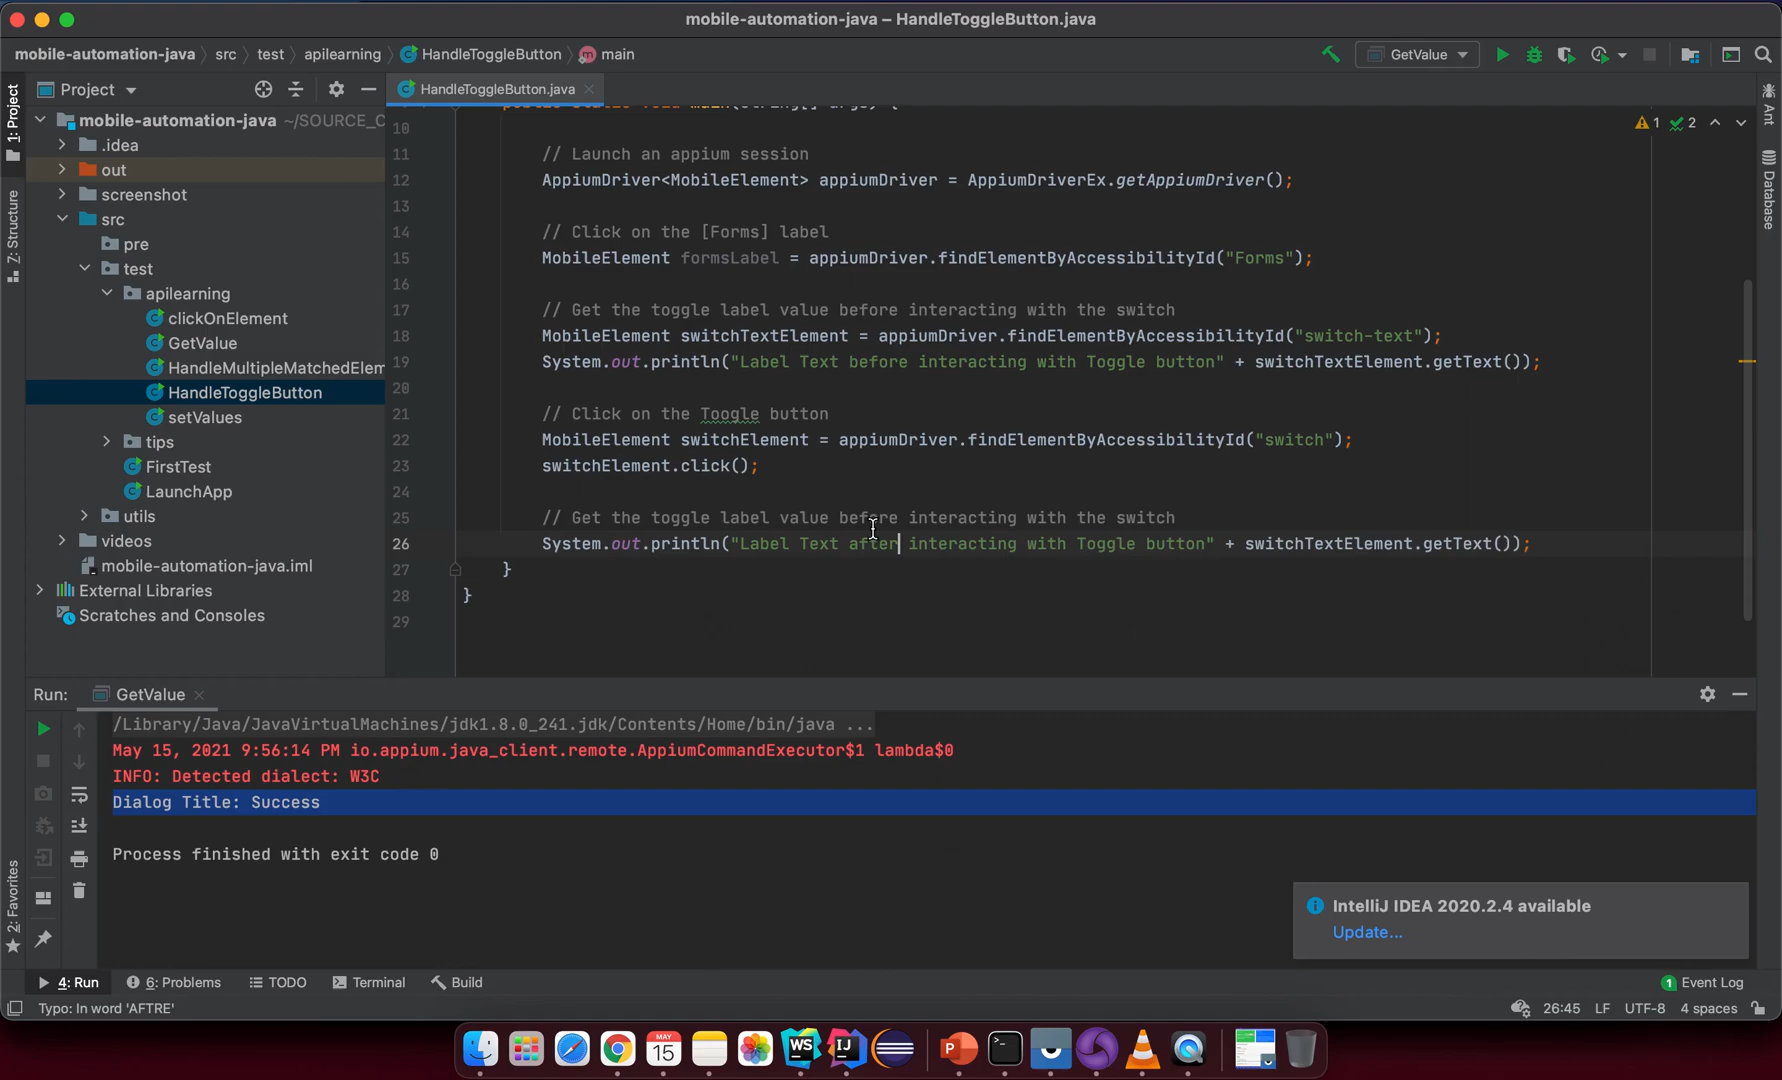 mobile-automation-java – HandleToggleButton.java
mobile-automation-java
src
test
apilearning
HandleToggleButton
main
GetValue
1: Project
7: Structure
2: Favorites
Project
mobile-automation-java ~/SOURCE_C
.idea
out
screenshot
src
pre
test
apilearning
clickOnElement
GetValue
HandleMultipleMatchedElem
HandleToggleButton
setValues
tips
FirstTest
LaunchApp
utils
videos
mobile-automation-java.iml
External Libraries
Scratches and Consoles
HandleToggleButton.java
1 2
10
11 // Launch an appium session
12 AppiumDriver<MobileElement> appiumDriver = AppiumDriverEx.getAppiumDriver();
13
14 // Click on the [Forms] label
15 MobileElement formsLabel = appiumDriver.findElementByAccessibilityId("Forms");
16
17 // Get the toggle label value before interacting with the switch
18 MobileElement switchTextElement = appiumDriver.findElementByAccessibilityId("switch-text");
19 System.out.println("Label Text before interacting with Toggle button" + switchTextElement.getText());
20
21 // Click on the Toogle button
22 MobileElement switchElement = appiumDriver.findElementByAccessibilityId("switch");
23 switchElement.click();
24
25 // Get the toggle label value before interacting with the switch
26 System.out.println("Label Text after interacting with Toggle button" + switchTextElement.getText());
27 }
28 }
29
Ant
Database
Run: GetValue
/Library/Java/JavaVirtualMachines/jdk1.8.0_241.jdk/Contents/Home/bin/java ...
May 15, 2021 9:56:14 PM io.appium.java_client.remote.AppiumCommandExecutor$1 lambda$0
INFO: Detected dialect: W3C
Dialog Title: Success
Process finished with exit code 0
IntelliJ IDEA 2020.2.4 available
Update...
4: Run
6: Problems
TODO
Terminal
Build
1 Event Log
Typo: In word 'AFTRE'
26:45 LF UTF-8 4 spaces
MAY
15
WS
IJ
P